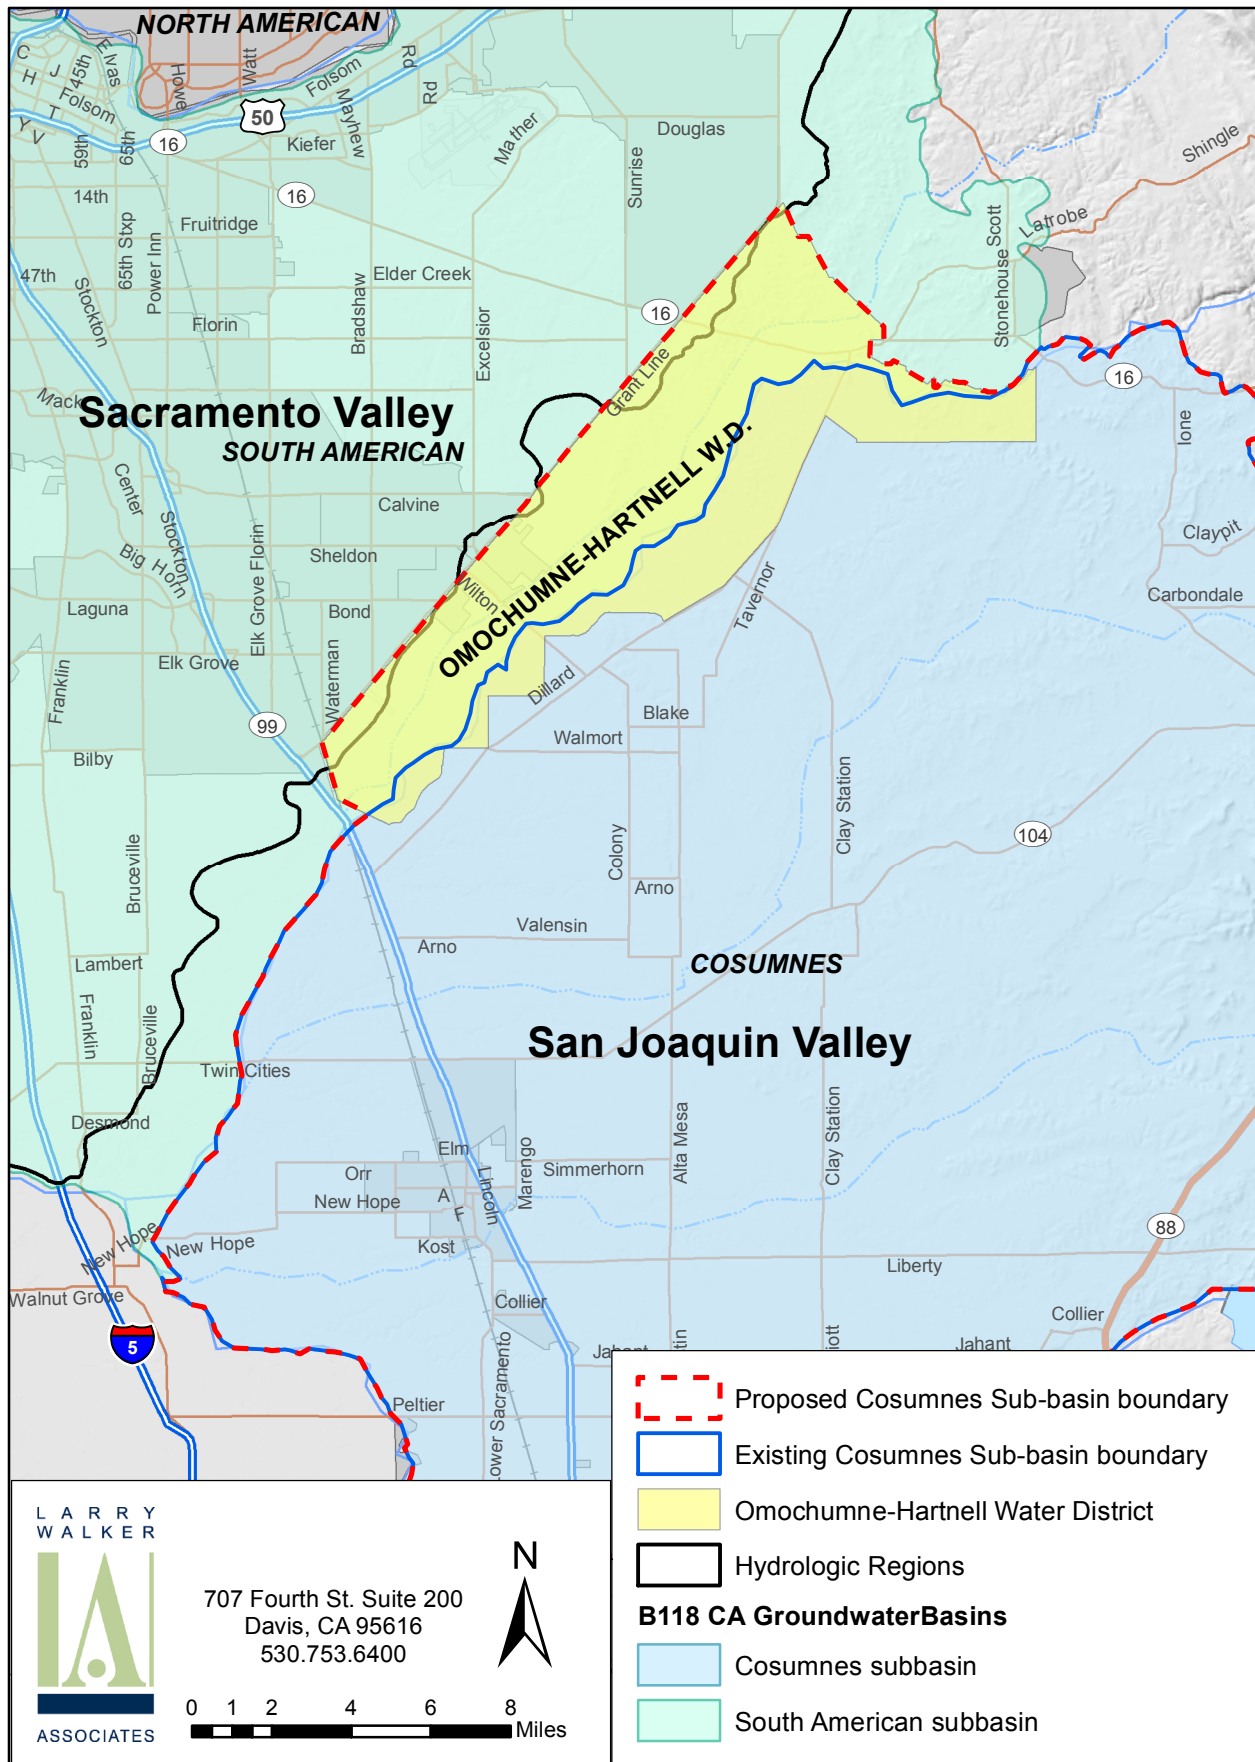 NORTH AMERICAN
C
H
J
45th
Elvas
Folsom
T
Y
V
59th
65th
Howe
Watt
16
50
Folsom
Rd
Rd
Mayhew
Kiefer
16
Mather
Douglas
Sunrise
14th
65th Stxp
Power Inn
Fruitridge
47th
Stockton
Florin
Bradshaw
Elder Creek
Excelsior
16
Grant Line
Stonehouse
Scott
Latrobe
Shingle
16
Ione
Mack
Sacramento Valley
SOUTH AMERICAN
Center
Stockton
Calvine
Big Horn
Elk Grove Florin
Sheldon
Wilton
OMOCHUMNE-HARTNELL W.D.
Claypit
Carbondale
Laguna
Bond
Franklin
Elk Grove
Waterman
Tavernor
Dillard
99
Bilby
Blake
Walmort
Clay Station
104
Bruceville
Colony
Arno
Valensin
Arno
Lambert
COSUMNES
San Joaquin Valley
Franklin
Bruceville
Twin Cities
Desmond
Elm
Alta Mesa
Clay Station
Orr
Lincoln
Marengo
Simmerhorn
New Hope
A
F
88
New Hope
New Hope
Kost
Liberty
Walnut Grove
Collier
Collier
5
Lower Sacramento
Jahant
Peltier
Proposed Cosumnes Sub-basin boundary
Existing Cosumnes Sub-basin boundary
Omochumne-Hartnell Water District
Hydrologic Regions
B118 CA GroundwaterBasins
Cosumnes subbasin
South American subbasin
LARRY
WALKER
ASSOCIATES
707 Fourth St. Suite 200
Davis, CA 95616
530.753.6400
N
0 1 2 4 6 8
Miles